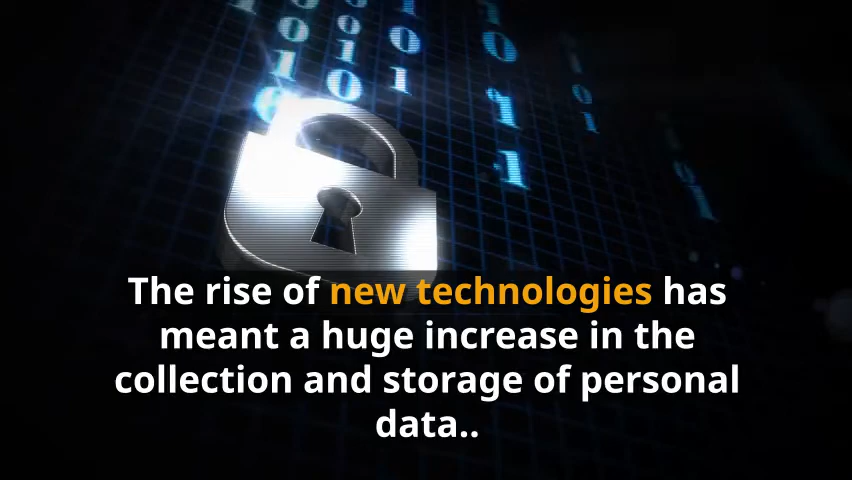 The rise of new technologies has
meant a huge increase in the
collection and storage of personal
data..